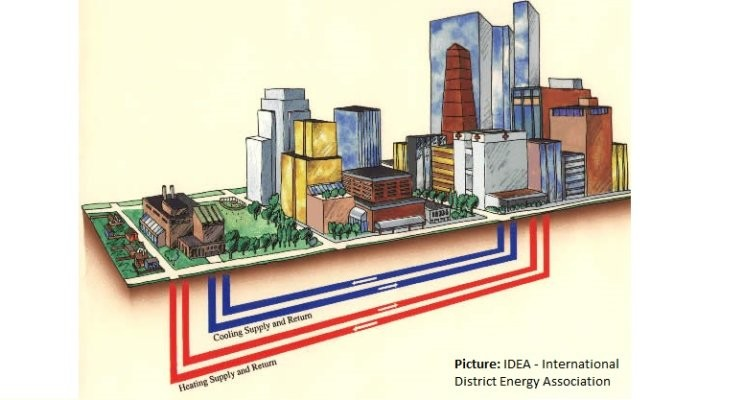 Cooling Supply and Return
Heating Supply and Return
Picture: IDEA - International
District Energy Association